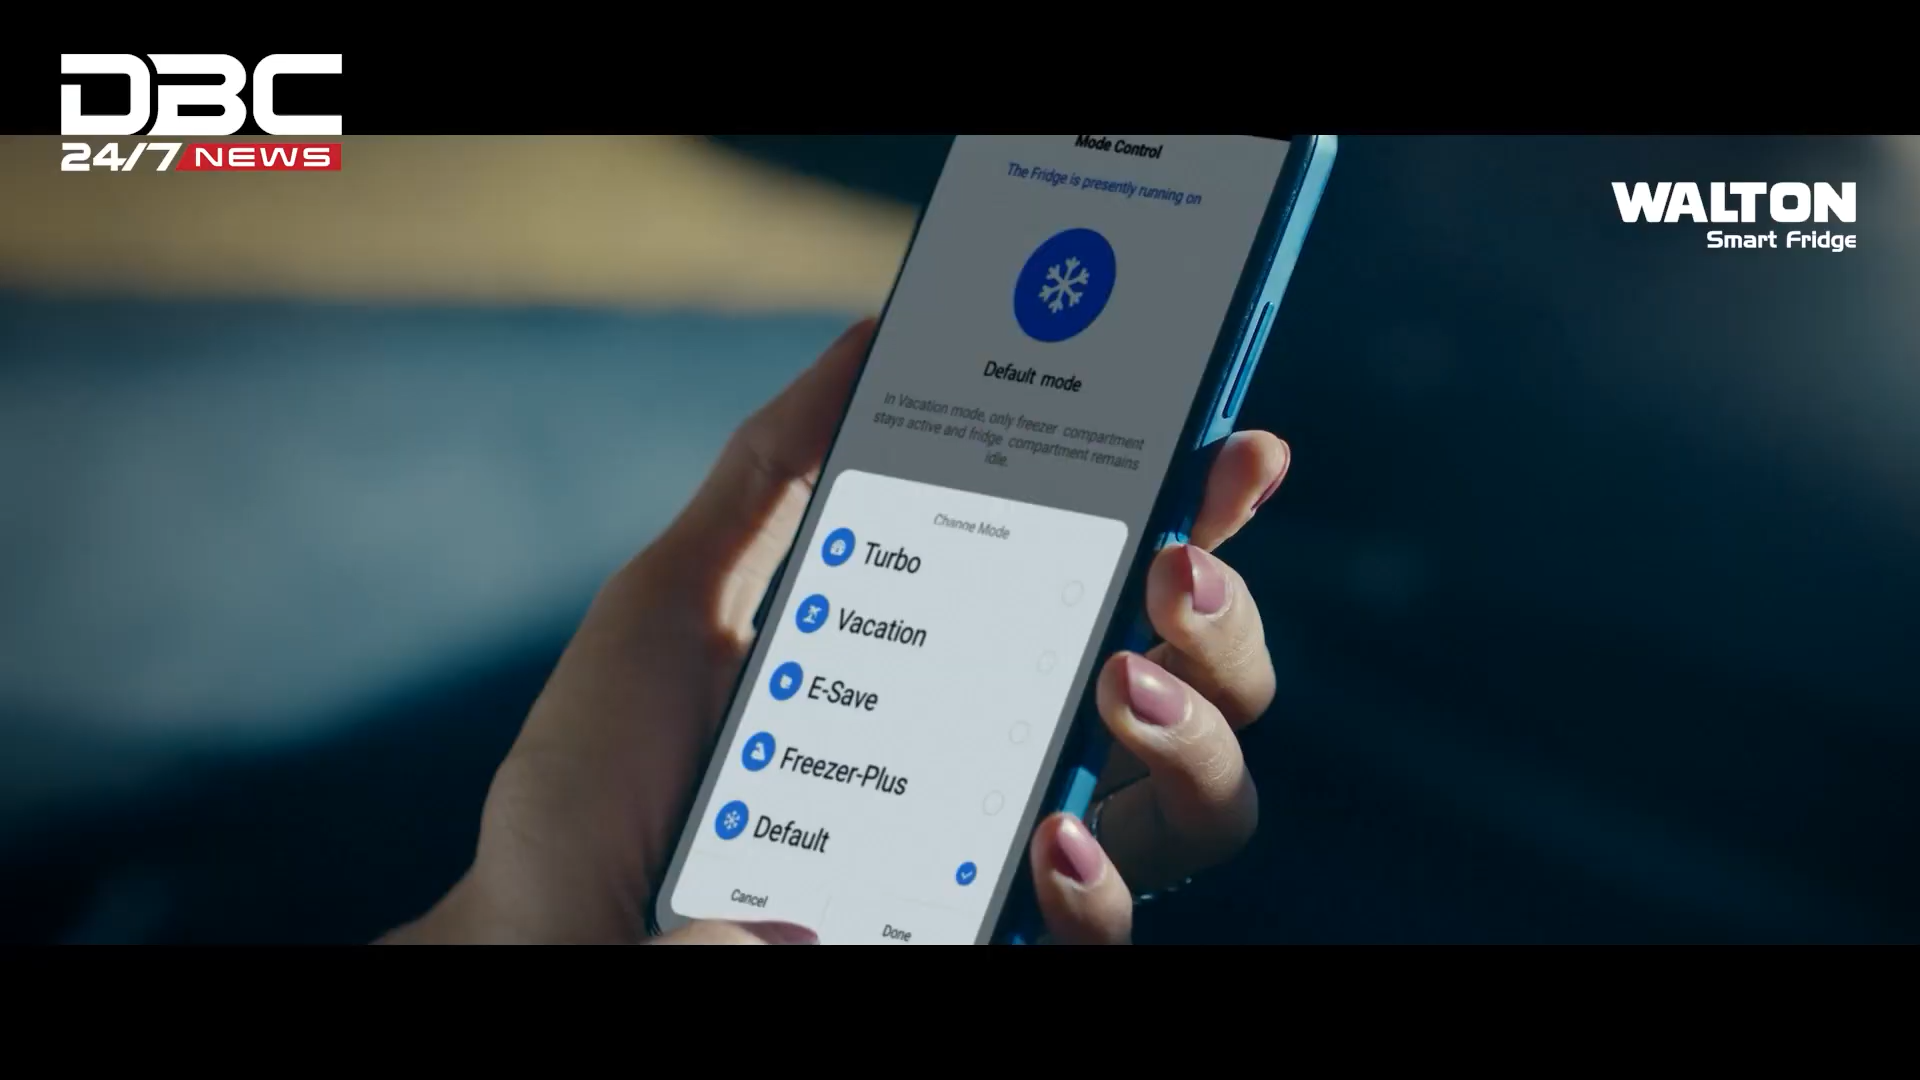 DBC
24/7 NEWS
WALTON
Smart Fridge
Mode Control
The Fridge is presently running on
Default mode
In Vacation mode, only freezer compartment
stays active and fridge compartment remains
idle.
Change Mode
Turbo
Vacation
E-Save
Freezer-Plus
Default
Cancel
Done